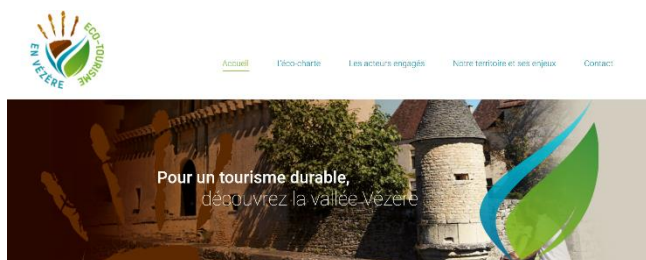 EN VÉZÈRE
ECO-TOURISME
Accueil
l'éco-charte
Les acteurs engagés
Notre territoire et ses enjeux
Contact
Pour un tourisme durable,
découvrez la vallée Vézère